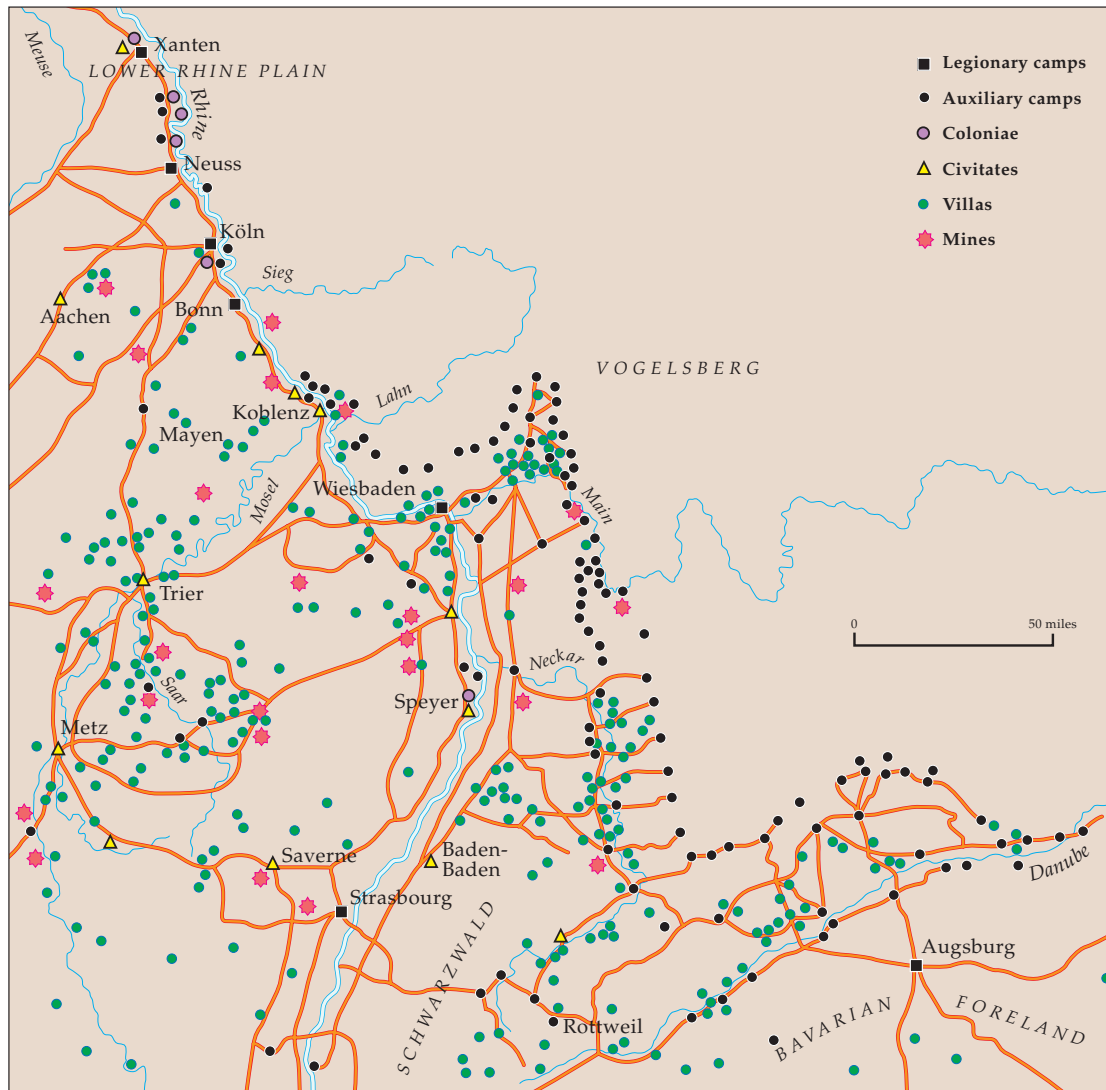 Meuse
Xanten
LOWER RHINE PLAIN
Rhine
Neuss
Köln
Sieg
Aachen
Bonn
VOGELSBERG
Lahn
Koblenz
Mayen
Wiesbaden
Mosel
Main
Trier
Saar
Neckar
Speyer
Metz
Saverne
Baden-
Baden
Strasbourg
SCHWARZWALD
Danube
Augsburg
Rottweil
BAVARIAN
FORELAND
Legionary camps
Auxiliary camps
Coloniae
Civitates
Villas
Mines
0
50 miles